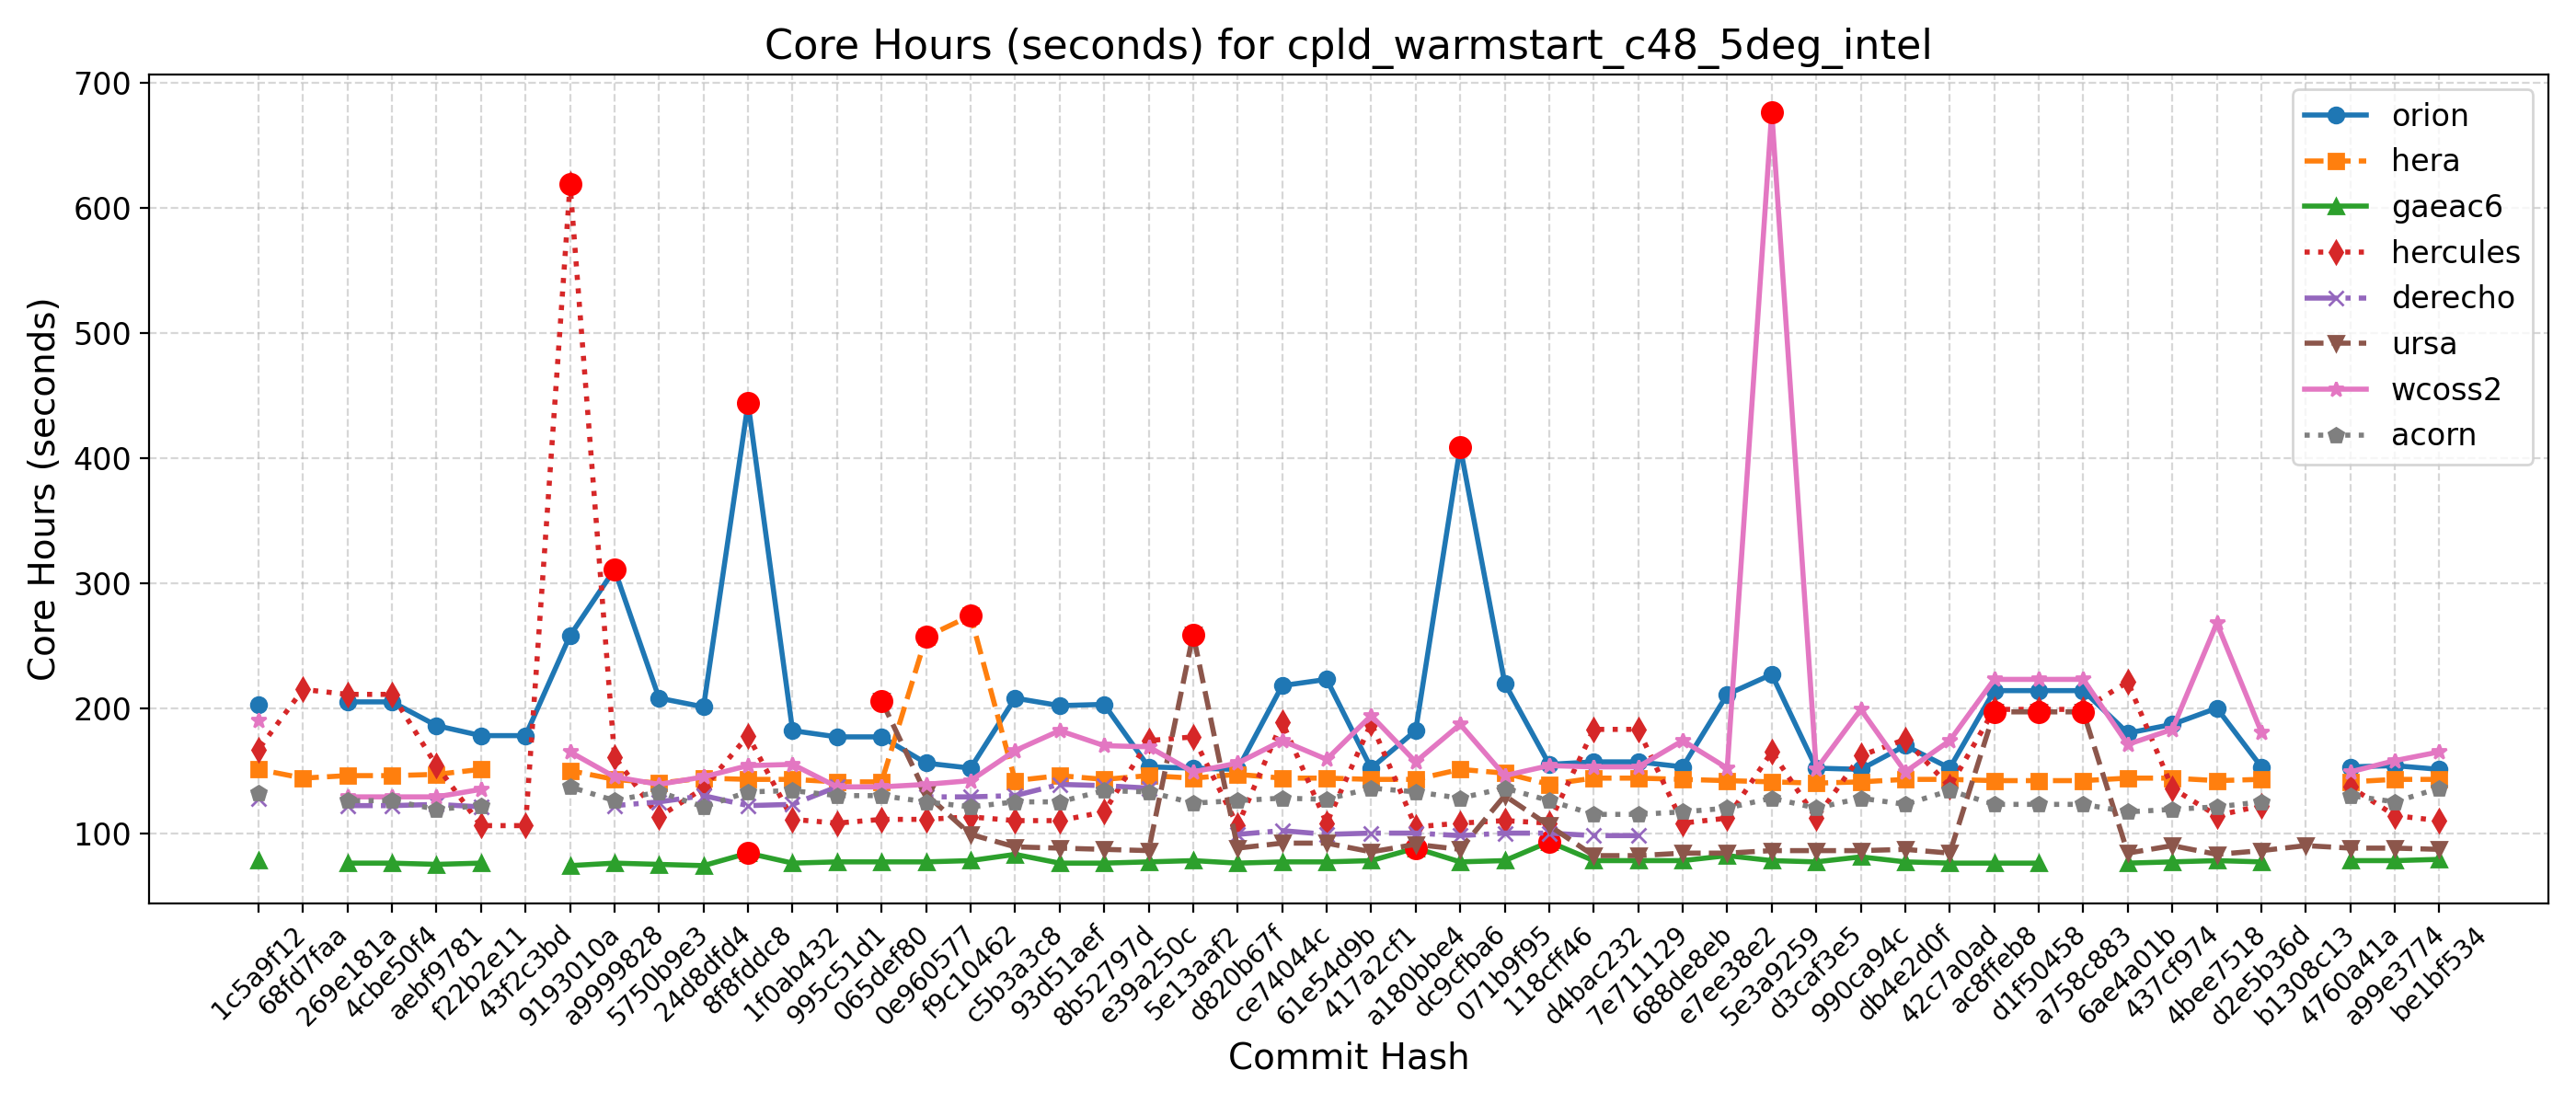 Core Hours (seconds) for cpld_warmstart_c48_5deg_intel
Core Hours (seconds)
700
600
500
400
300
200
100
orion
hera
gaeac6
hercules
derecho
ursa
wcoss2
acorn
1c5a9f12
68fd7faa
269e181a
4cbe50f4
aebf9781
f22b2e11
43f2c3bd
9193010a
a9999828
5750b9e3
24d8dfd4
8f8fddc8
1f0ab432
995c51d1
065def80
0e960577
f9c10462
c5b3a3c8
93d51aef
8b52797d
e39a250c
5e13aaf2
d820b67f
ce74044c
61e54d9b
417a2cf1
a180bbe4
dc9cfba6
071b9f95
118cff46
d4bac232
7e711129
688de8eb
e7ee38e2
5e3a9259
d3caf3e5
990ca94c
db4e2d0f
42c7a0ad
ac8ffeb8
d1f50458
a758c883
6ae4a01b
437cf974
4bee7518
d2e5b36d
b1308c13
4760a41a
a99e3774
be1bf534
Commit Hash